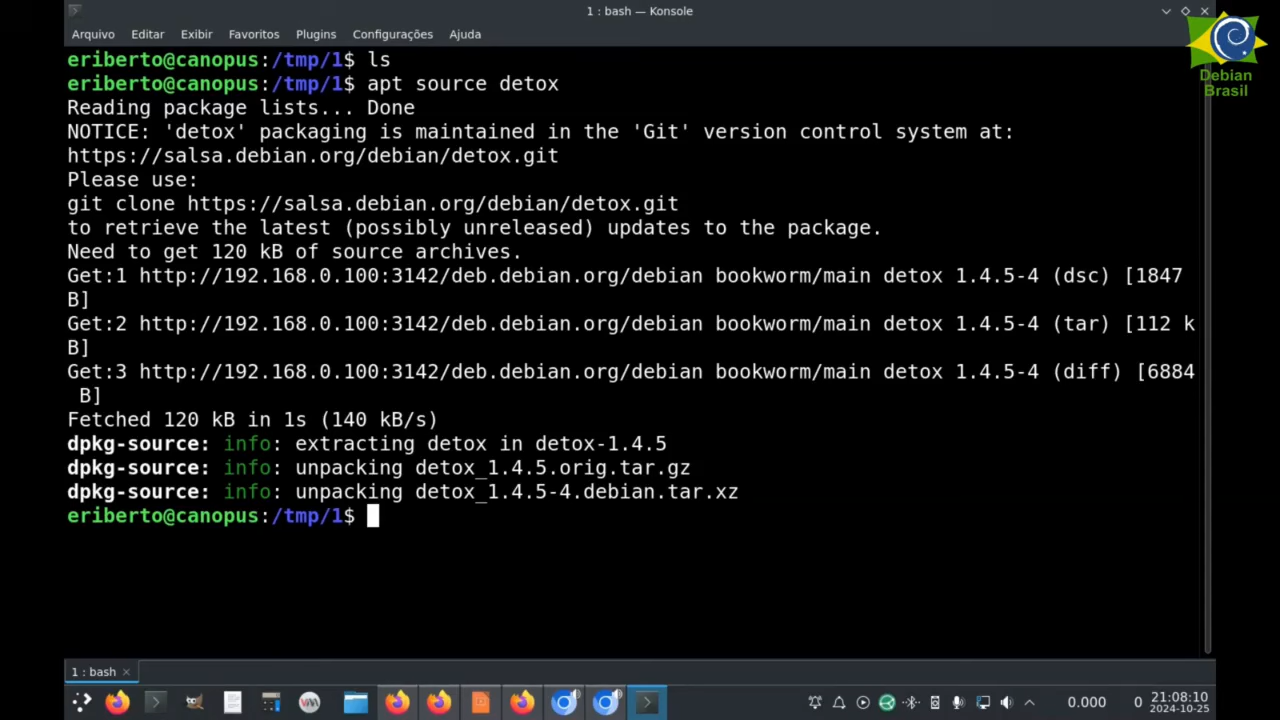 1 : bash — Konsole
Arquivo Editar Exibir Favoritos Plugins Configurações Ajuda
Debian
Brasil
eriberto@canopus:/tmp/1$ ls
eriberto@canopus:/tmp/1$ apt source detox
Reading package lists... Done
NOTICE: 'detox' packaging is maintained in the 'Git' version control system at:
https://salsa.debian.org/debian/detox.git
Please use:
git clone https://salsa.debian.org/debian/detox.git
to retrieve the latest (possibly unreleased) updates to the package.
Need to get 120 kB of source archives.
Get:1 http://192.168.0.100:3142/deb.debian.org/debian bookworm/main detox 1.4.5-4 (dsc) [1847
B]
Get:2 http://192.168.0.100:3142/deb.debian.org/debian bookworm/main detox 1.4.5-4 (tar) [112 k
B]
Get:3 http://192.168.0.100:3142/deb.debian.org/debian bookworm/main detox 1.4.5-4 (diff) [6884
B]
Fetched 120 kB in 1s (140 kB/s)
dpkg-source: info: extracting detox in detox-1.4.5
dpkg-source: info: unpacking detox_1.4.5.orig.tar.gz
dpkg-source: info: unpacking detox_1.4.5-4.debian.tar.xz
eriberto@canopus:/tmp/1$
1 : bash
0.000 0 21:08:10
2024-10-25